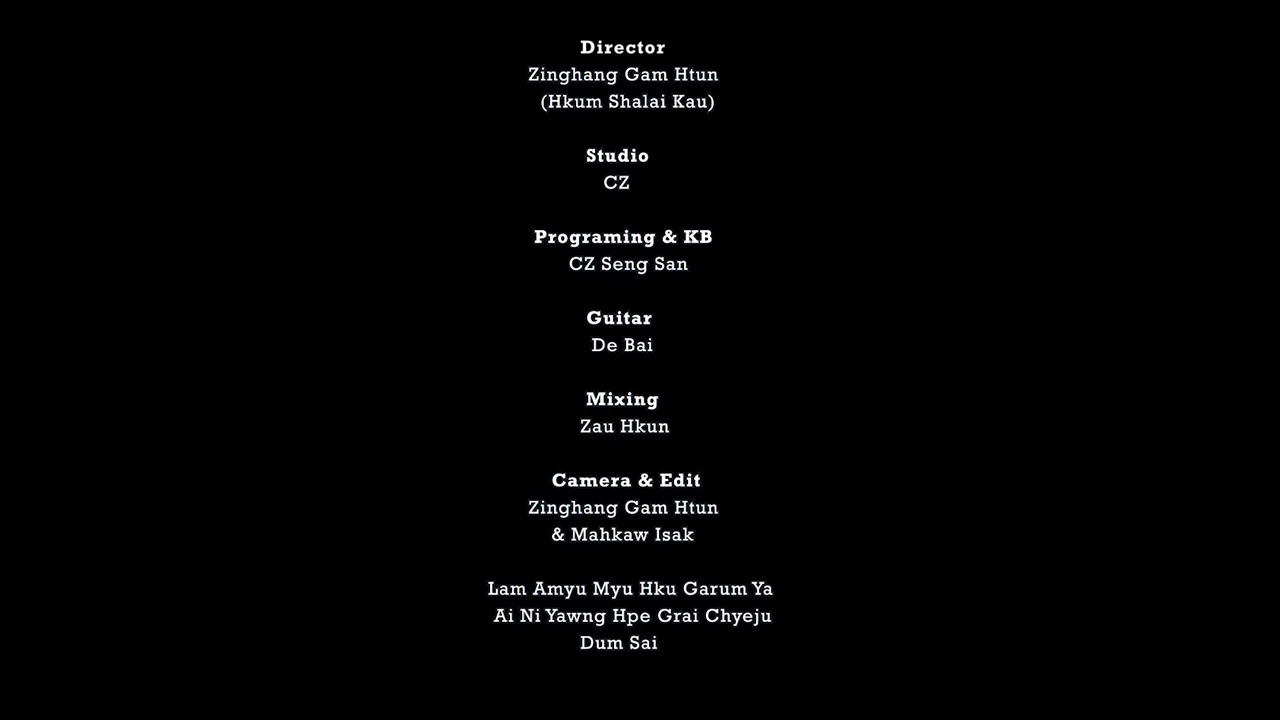 Director
Zinghang Gam Htun
(Hkum Shalai Kau)
Studio
CZ
Programing & KB
CZ Seng San
Guitar
De Bai
Mixing
Zau Hkun
Camera & Edit
Zinghang Gam Htun
& Mahkaw Isak
Lam Amyu Myu Hku Garum Ya
Ai Ni Yawng Hpe Grai Chyeju
Dum Sai